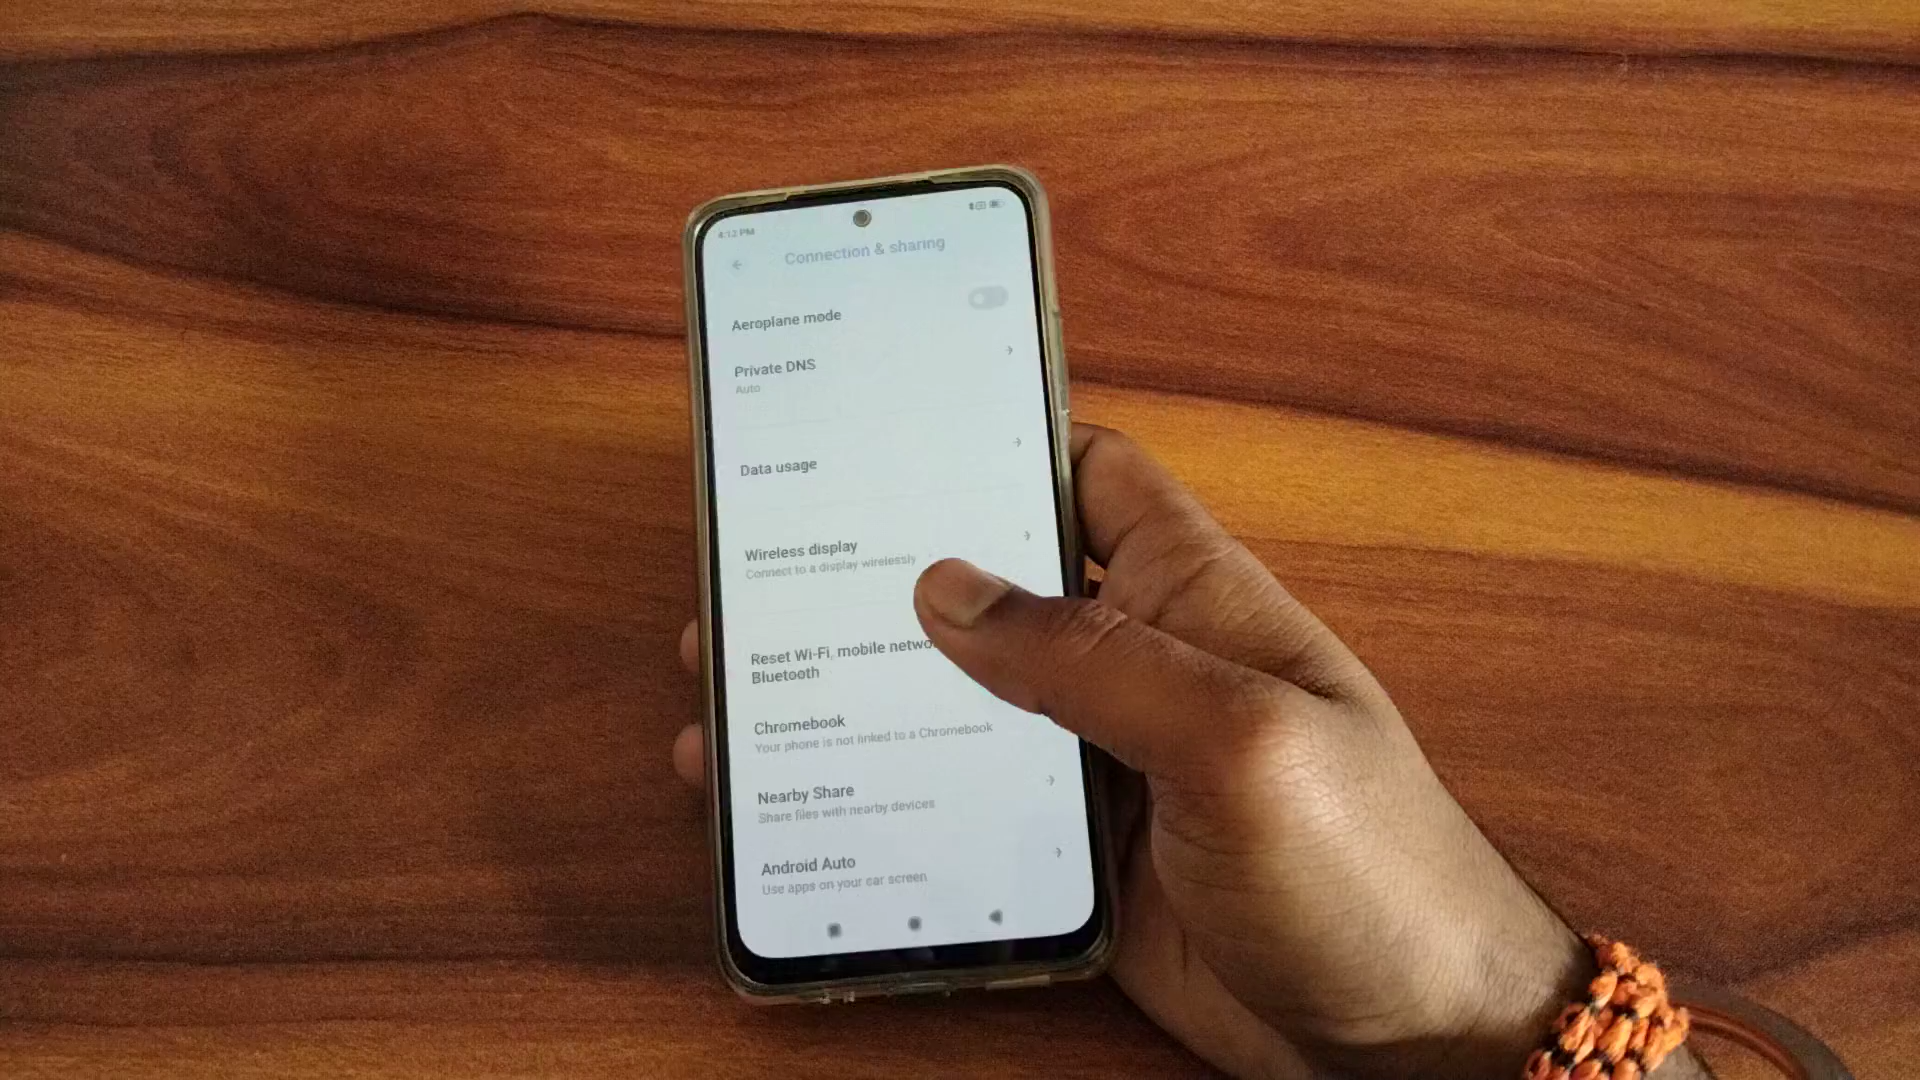 4:12 PM
Connection & sharing
Aeroplane mode
Private DNS
Auto
Data usage
Wireless display
Connect to a display wirelessly
Reset Wi-Fi, mobile
Bluetooth
Chromebook
Your phone is not linked to a Chromebook
Nearby Share
Share files with nearby devices
Android Auto
Use apps on your car screen